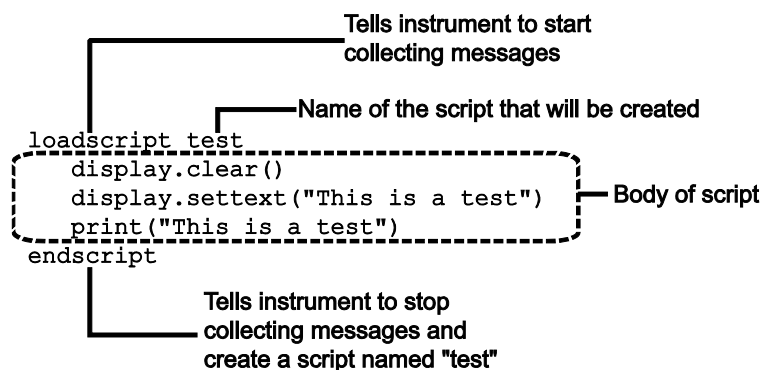 Tells instrument to start
collecting messages
Name of the script that will be created
loadscript test
display.clear()
display.settext("This is a test")
print("This is a test")
endscript
Body of script
Tells instrument to stop
collecting messages and
create a script named "test"